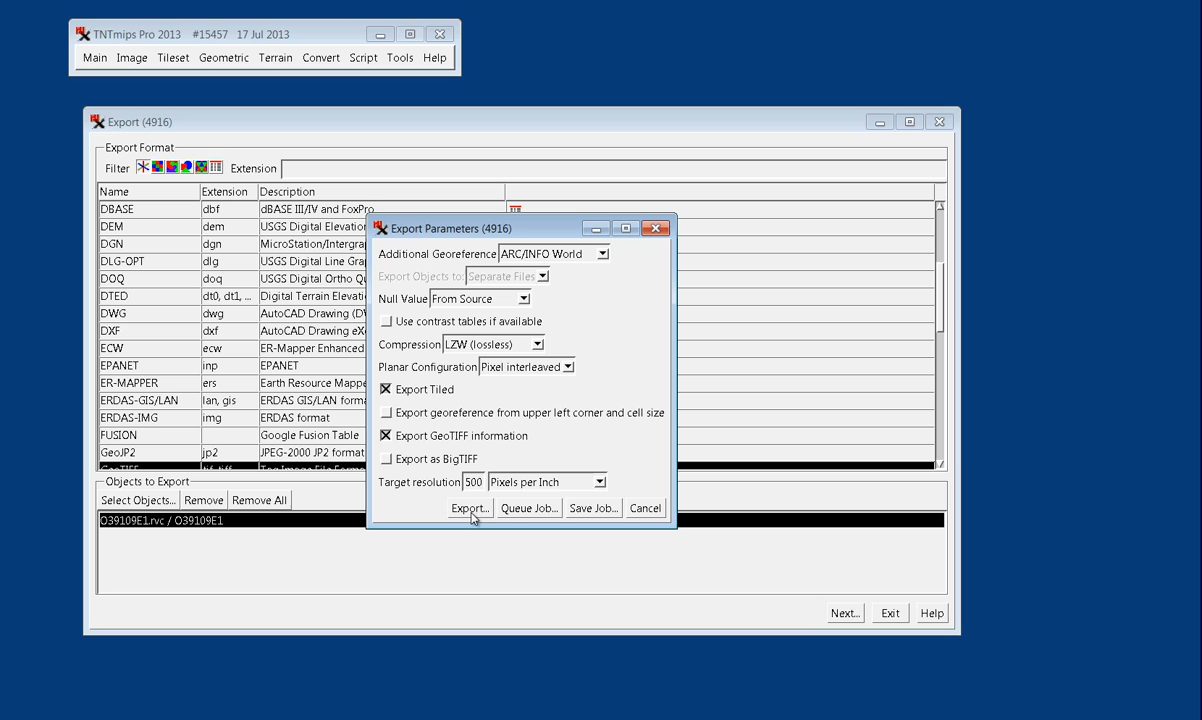 TNTmips Pro 2013 #15457 17 Jul 2013
Main Image Tileset Geometric Terrain Convert Script Tools Help
Export (4916)
Export Format
Filter Extension
Name Extension Description
DBASE dbf dBASE III/IV and FoxPro
DEM dem USGS Digital Elevatio
DGN dgn MicroStation/Intergra
DLG-OPT dlg USGS Digital Line Gra
DOQ doq USGS Digital Ortho Qu
DTED dt0, dt1, ... Digital Terrain Elevati
DWG dwg AutoCAD Drawing (D
DXF dxf AutoCAD Drawing eX
ECW ecw ER-Mapper Enhanced
EPANET inp EPANET
ER-MAPPER ers Earth Resource Mappe
ERDAS-GIS/LAN lan, gis ERDAS GIS/LAN forma
ERDAS-IMG img ERDAS format
FUSION Google Fusion Table
GeoJP2 jp2 JPEG-2000 JP2 format
GeoTIFF tif, tiff
Export Parameters (4916)
Additional Georeference ARC/INFO World
Export Objects to: Separate Files
Null Value From Source
Use contrast tables if available
Compression LZW (lossless)
Planar Configuration Pixel interleaved
Export Tiled
Export georeference from upper left corner and cell size
Export GeoTIFF information
Export as BigTIFF
Target resolution 500 Pixels per Inch
Export... Queue Job... Save Job... Cancel
Objects to Export
Select Objects... Remove Remove All
O39109E1.rvc / O39109E1
Next... Exit Help